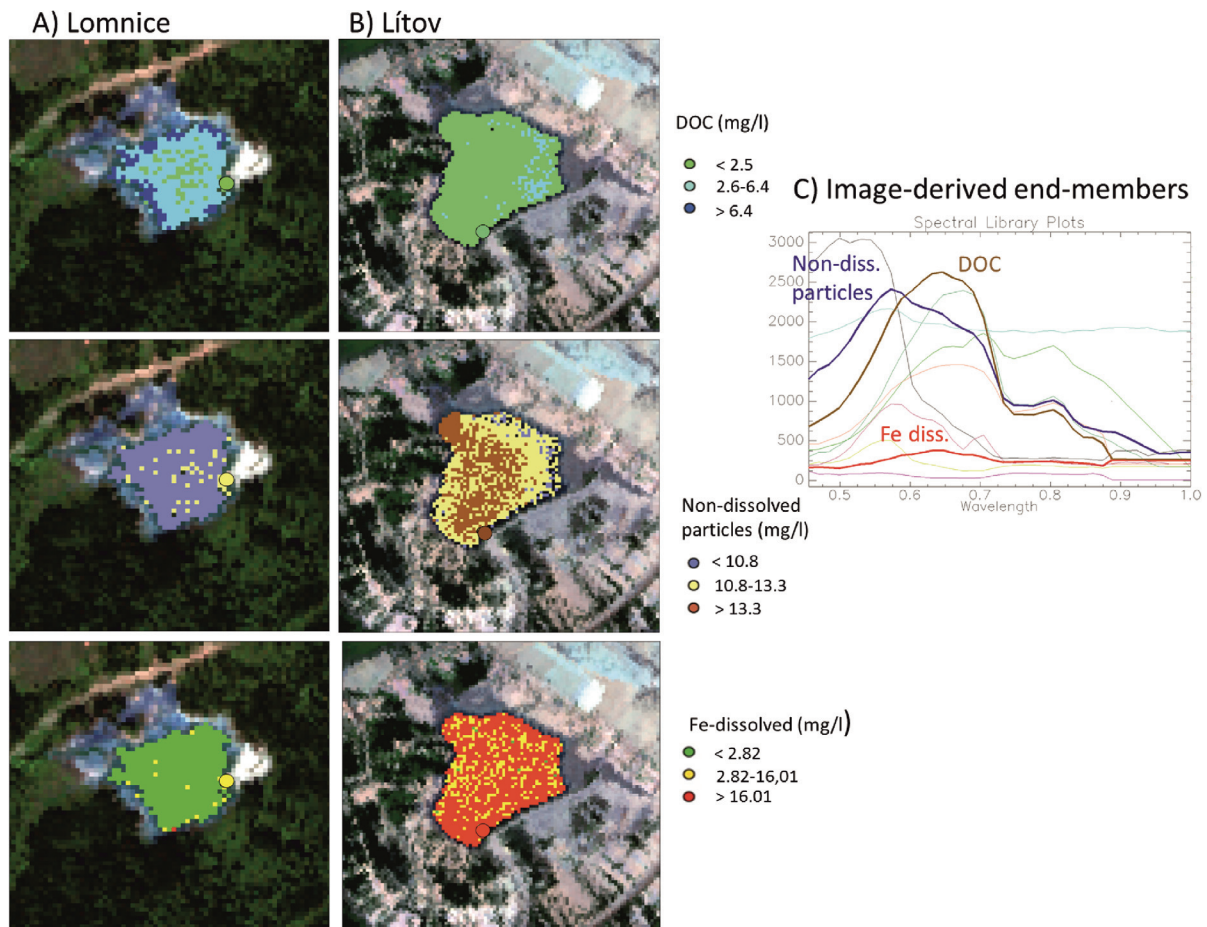 A) Lomnice
B) Lítov
DOC (mg/l)
< 2.5
2.6-6.4
> 6.4
Non-dissolved
particles (mg/l)
< 10.8
10.8-13.3
> 13.3
Fe-dissolved (mg/l)
< 2.82
2.82-16,01
> 16.01
C) Image-derived end-members
Spectral Library Plots
3000
2500
2000
1500
1000
500
0
Non-diss.
particles
DOC
Fe diss.
0.5 0.6 0.7 0.8 0.9 1.0
Wavelength